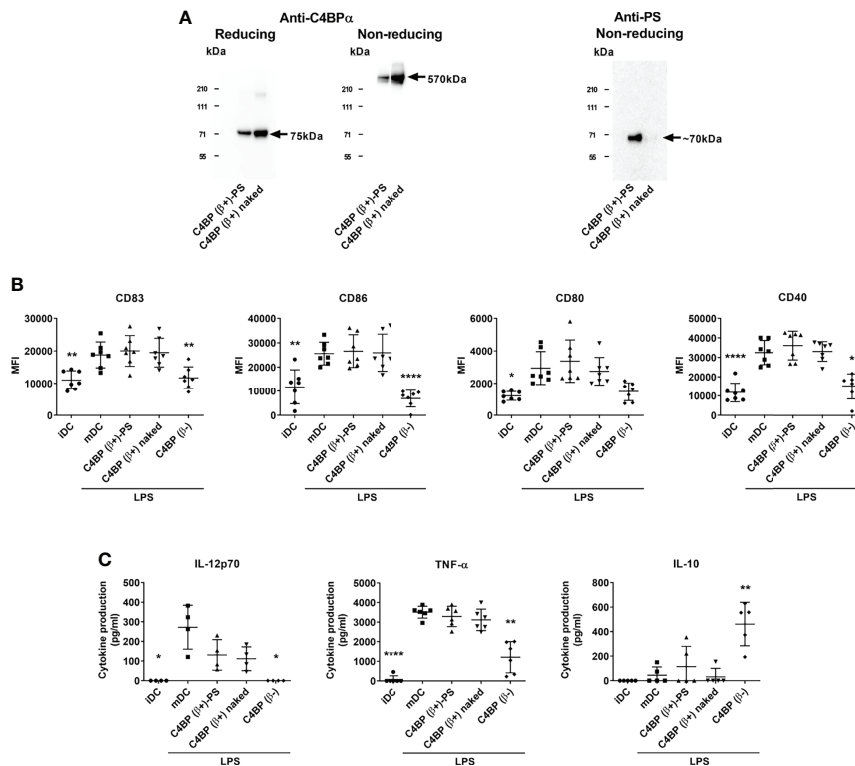 A
Anti-C4BPα
Reducing
Non-reducing
Anti-PS
Non-reducing
kDa
210
111
71
55
75kDa
C4BP (β+)-PS
C4BP (β+) naked
kDa
210
111
71
55
570kDa
C4BP (β+)-PS
C4BP (β+) naked
kDa
210
111
71
55
~70kDa
C4BP (β+)-PS
C4BP (β+) naked
B
CD83
MFI
30000
20000
10000
0
**
**
iDC
mDC
C4BP (β+)-PS
C4BP (β+) naked
C4BP (β-)
LPS
CD86
MFI
40000
30000
20000
10000
0
**
****
iDC
mDC
C4BP (β+)-PS
C4BP (β+) naked
C4BP (β-)
LPS
CD80
MFI
6000
4000
2000
0
*
iDC
mDC
C4BP (β+)-PS
C4BP (β+) naked
C4BP (β-)
LPS
CD40
MFI
50000
40000
30000
20000
10000
0
****
*
iDC
mDC
C4BP (β+)-PS
C4BP (β+) naked
C4BP (β-)
LPS
C
IL-12p70
Cytokine production
(pg/ml)
500
400
300
200
100
0
*
*
iDC
mDC
C4BP (β+)-PS
C4BP (β+) naked
C4BP (β-)
LPS
TNF-α
Cytokine production
(pg/ml)
5000
4000
3000
2000
1000
0
****
**
iDC
mDC
C4BP (β+)-PS
C4BP (β+) naked
C4BP (β-)
LPS
IL-10
Cytokine production
(pg/ml)
800
600
400
200
0
**
iDC
mDC
C4BP (β+)-PS
C4BP (β+) naked
C4BP (β-)
LPS